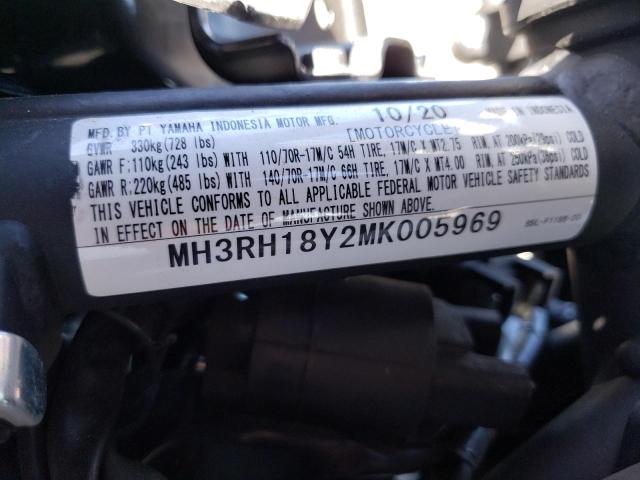 MFD. BY PT YAMAHA INDONESIA MOTOR MFG. 10/20 MADE IN INDONESIA
GVWR 330kg(728 lbs) [MOTORCYCLE]
GAWR F:110kg(243 lbs)WITH 110/70R-17M/C 54H TIRE, 17M/C X MT2.75 RIM, AT 200kPa(29psi) COLD
GAWR R:220kg(485 lbs)WITH 140/70R-17M/C 66H TIRE, 17M/C X MT4.00 RIM, AT 250kPa(36psi) COLD
THIS VEHICLE CONFORMS TO ALL APPLICABLE FEDERAL MOTOR VEHICLE SAFETY STANDARDS
IN EFFECT ON THE DATE OF MANUFACTURE SHOWN ABOVE.
MH3RH18Y2MK005969